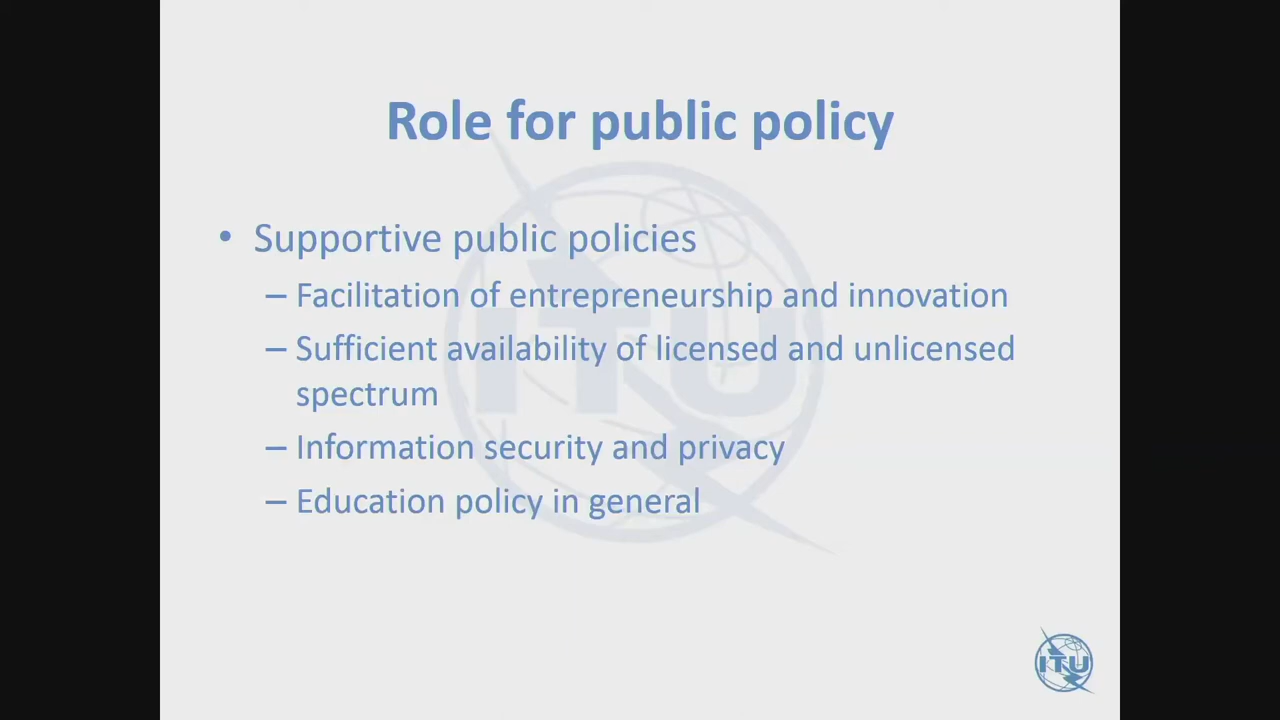 Role for public policy
• Supportive public policies
– Facilitation of entrepreneurship and innovation
– Sufficient availability of licensed and unlicensed
spectrum
– Information security and privacy
– Education policy in general
ITU
ITU